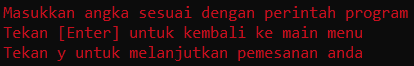 Masukkan angka sesuai dengan perintah program
Tekan [Enter] untuk kembali ke main menu
Tekan y untuk melanjutkan pemesanan anda